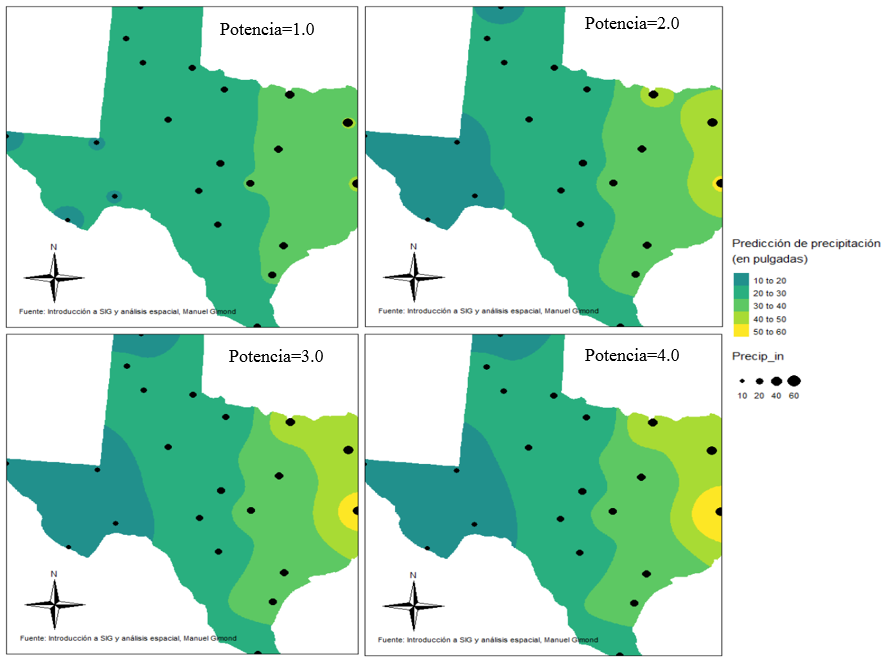 Potencia=1.0
N
Fuente: Introducción a SIG y análisis espacial, Manuel Gimond
Potencia=2.0
N
Fuente: Introducción a SIG y análisis espacial, Manuel Gimond
Potencia=3.0
N
Fuente: Introducción a SIG y análisis espacial, Manuel Gimond
Potencia=4.0
N
Fuente: Introducción a SIG y análisis espacial, Manuel Gimond
Predicción de precipitación
(en pulgadas)
10 to 20
20 to 30
30 to 40
40 to 50
50 to 60
Precip_in
10 20 40 60